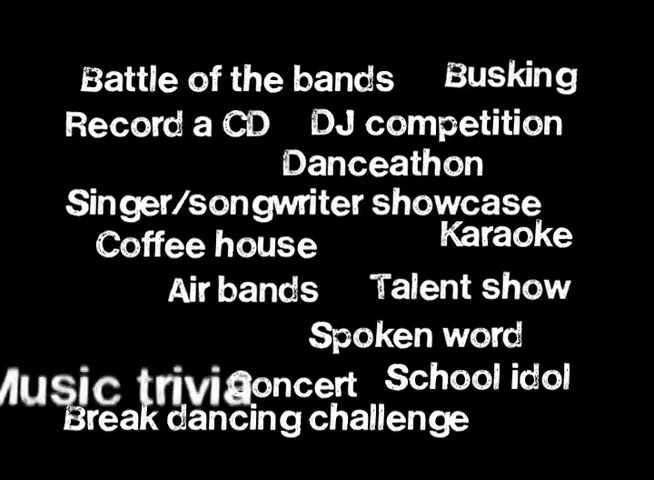 Battle of the bands
Busking
Record a CD
DJ competition
Danceathon
Singer/songwriter showcase
Karaoke
Coffee house
Air bands
Talent show
Spoken word
Music trivia
Concert
School idol
Break dancing challenge